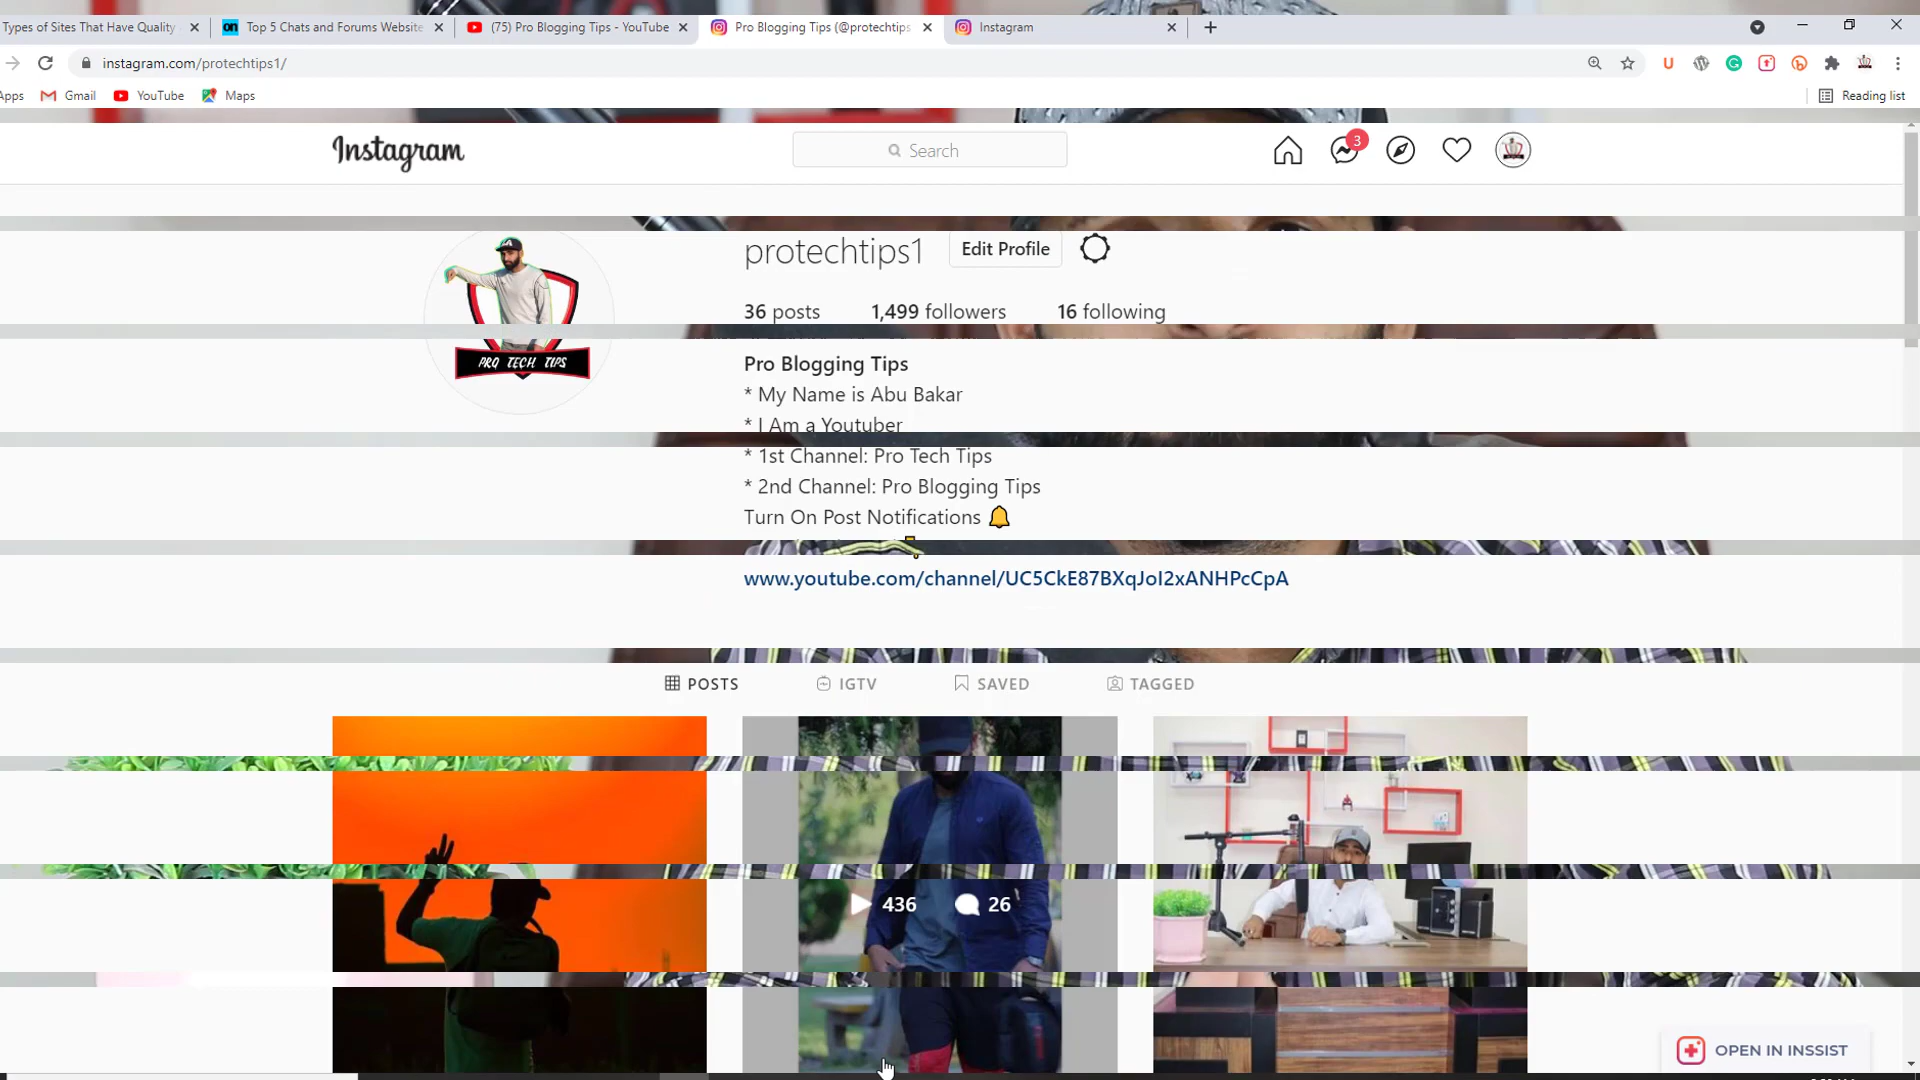 Types of Sites That Have Quality
Top 5 Chats and Forums Website
(75) Pro Blogging Tips - YouTube
Pro Blogging Tips (@protechtips
Instagram
instagram.com/protechtips1/
Apps
Gmail
YouTube
Maps
Reading list
Instagram
Search
3
protechtips1
Edit Profile
36 posts
1,499 followers
16 following
PRO TECH TIPS
Pro Blogging Tips
* My Name is Abu Bakar
* I Am a Youtuber
* 1st Channel: Pro Tech Tips
* 2nd Channel: Pro Blogging Tips
Turn On Post Notifications 🔔
www.youtube.com/channel/UC5CkE87BXqJoI2xANHPcCpA
POSTS
IGTV
SAVED
TAGGED
436
26
OPEN IN INSSIST